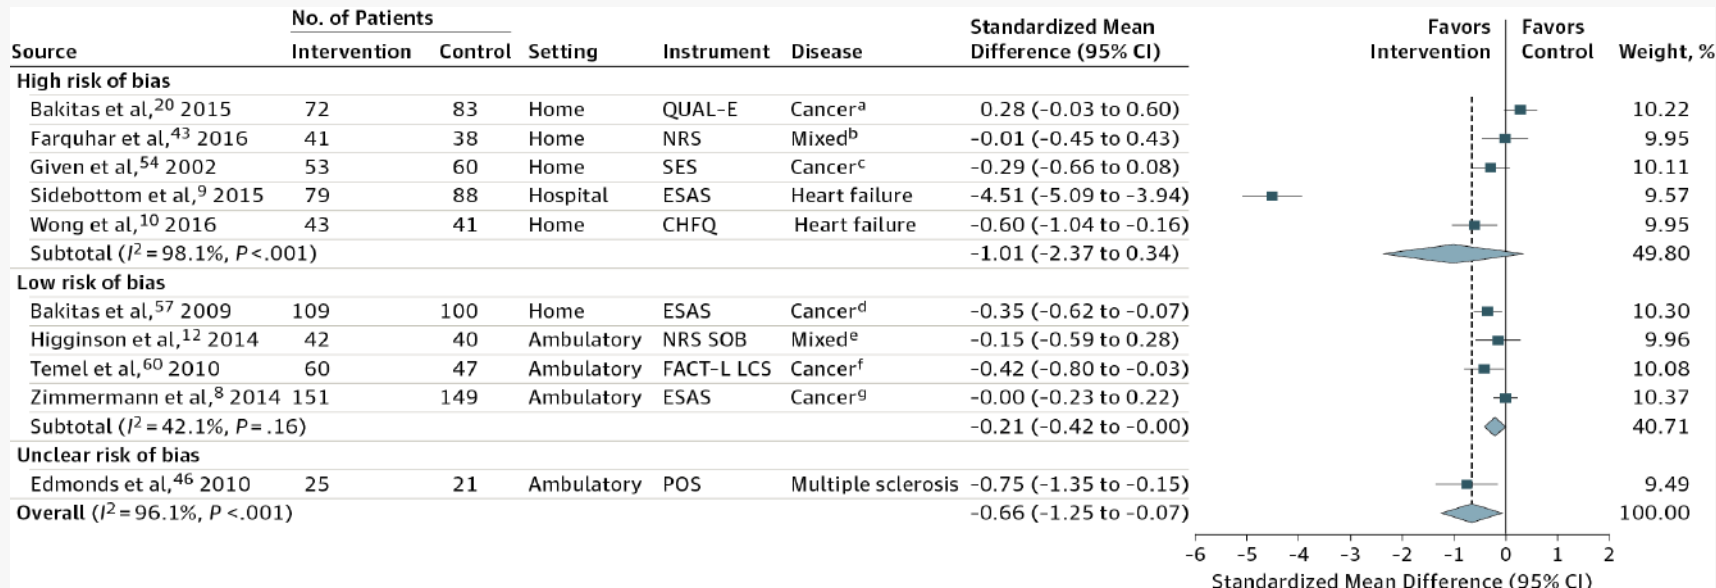 No. of Patients
Standardized Mean Difference (95% CI)
Favors Intervention
Favors Control
Source Intervention Control Setting Instrument Disease Weight, %
High risk of bias
Bakitas et al,20 2015 72 83 Home QUAL-E Cancera 0.28 (-0.03 to 0.60) 10.22
Farquhar et al,43 2016 41 38 Home NRS Mixedb -0.01 (-0.45 to 0.43) 9.95
Given et al,54 2002 53 60 Home SES Cancerc -0.29 (-0.66 to 0.08) 10.11
Sidebottom et al,9 2015 79 88 Hospital ESAS Heart failure -4.51 (-5.09 to -3.94) 9.57
Wong et al,10 2016 43 41 Home CHFQ Heart failure -0.60 (-1.04 to -0.16) 9.95
Subtotal (I2 = 98.1%, P <.001) -1.01 (-2.37 to 0.34) 49.80
Low risk of bias
Bakitas et al,57 2009 109 100 Home ESAS Cancerd -0.35 (-0.62 to -0.07) 10.30
Higginson et al,12 2014 42 40 Ambulatory NRS SOB Mixede -0.15 (-0.59 to 0.28) 9.96
Temel et al,60 2010 60 47 Ambulatory FACT-L LCS Cancerf -0.42 (-0.80 to -0.03) 10.08
Zimmermann et al,8 2014 151 149 Ambulatory ESAS Cancerg -0.00 (-0.23 to 0.22) 10.37
Subtotal (I2 = 42.1%, P = .16) -0.21 (-0.42 to -0.00) 40.71
Unclear risk of bias
Edmonds et al,46 2010 25 21 Ambulatory POS Multiple sclerosis -0.75 (-1.35 to -0.15) 9.49
Overall (I2 = 96.1%, P <.001) -0.66 (-1.25 to -0.07) 100.00
-6 -5 -4 -3 -2 -1 0 1 2
Standardized Mean Difference (95% CI)